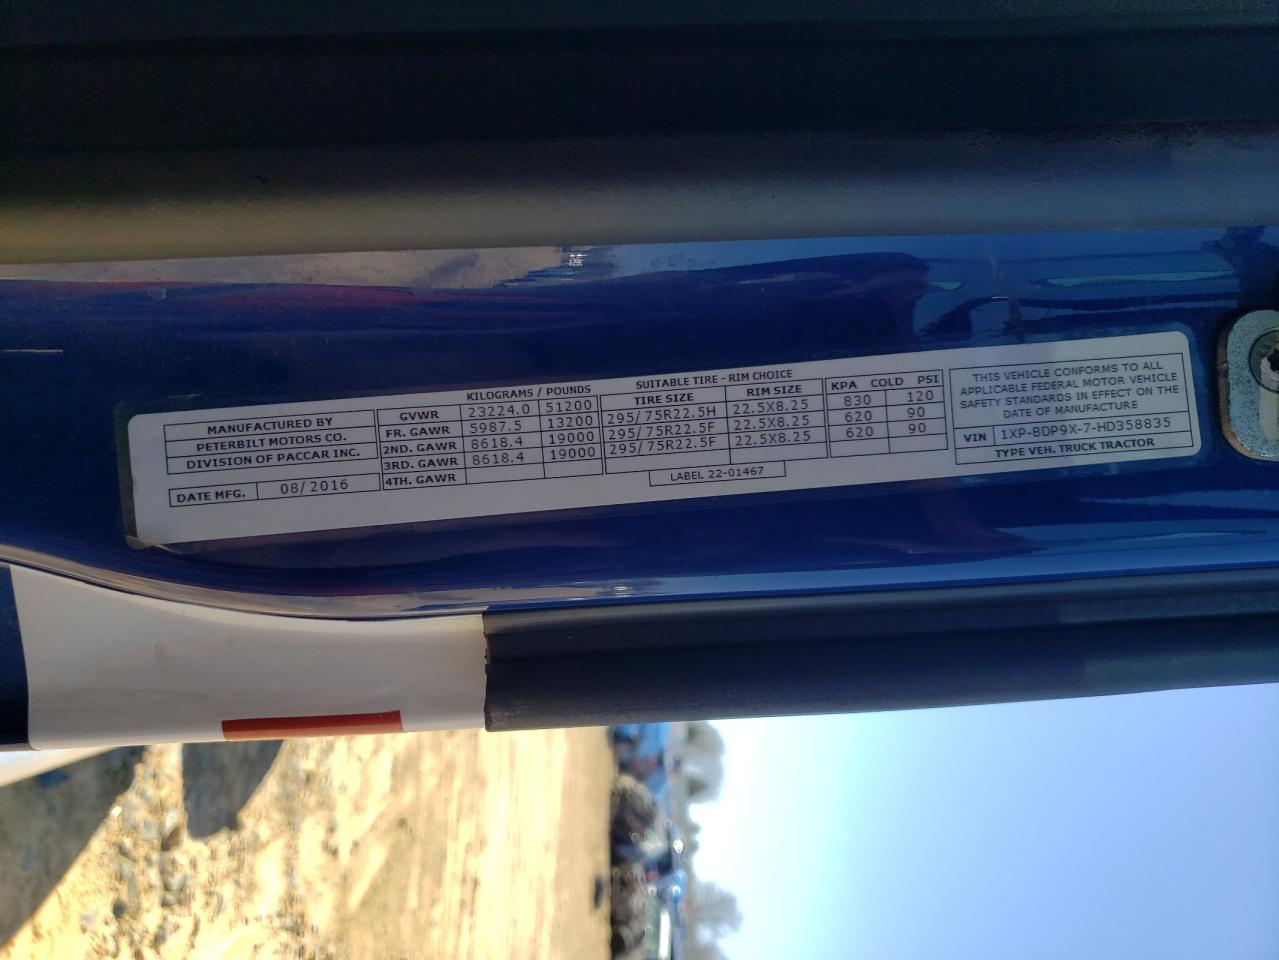 MANUFACTURED BY
PETERBILT MOTORS CO.
DIVISION OF PACCAR INC.
DATE MFG. 08/2016
KILOGRAMS / POUNDS
GVWR 23224.0 51200
FR. GAWR 5987.5 13200
2ND. GAWR 8618.4 19000
3RD. GAWR 8618.4 19000
4TH. GAWR
SUITABLE TIRE - RIM CHOICE
TIRE SIZE RIM SIZE
295/75R22.5H 22.5X8.25
295/75R22.5F 22.5X8.25
295/75R22.5F 22.5X8.25
LABEL 22-01467
KPA COLD PSI
830 120
620 90
620 90
THIS VEHICLE CONFORMS TO ALL
APPLICABLE FEDERAL MOTOR VEHICLE
SAFETY STANDARDS IN EFFECT ON THE
DATE OF MANUFACTURE
VIN 1XP-BDP9X-7-HD358835
TYPE VEH. TRUCK TRACTOR